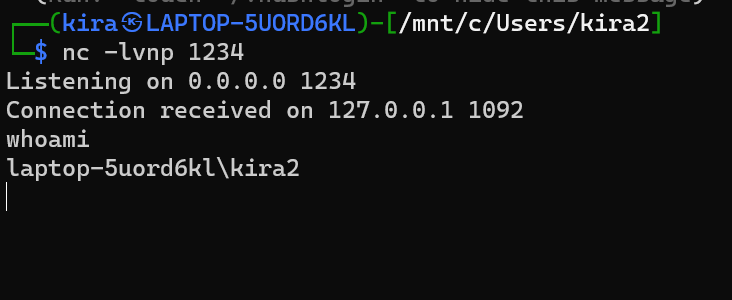 (kira㉿LAPTOP-5UORD6KL)-[/mnt/c/Users/kira2]
$ nc -lvnp 1234
Listening on 0.0.0.0 1234
Connection received on 127.0.0.1 1092
whoami
laptop-5uord6kl\kira2